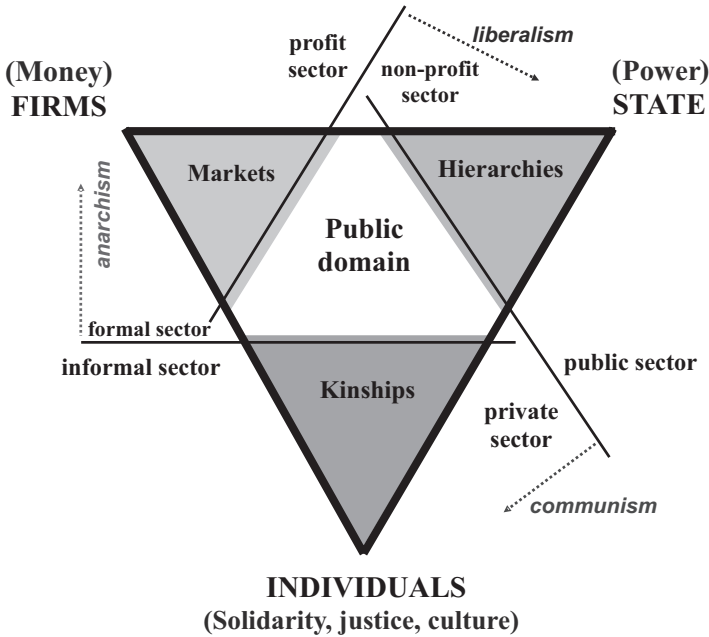 profit
sector
liberalism
non-profit
sector
(Money)
FIRMS
(Power)
STATE
Markets
Hierarchies
anarchism
Public
domain
formal sector
informal sector
public sector
Kinships
private
sector
communism
INDIVIDUALS
(Solidarity, justice, culture)